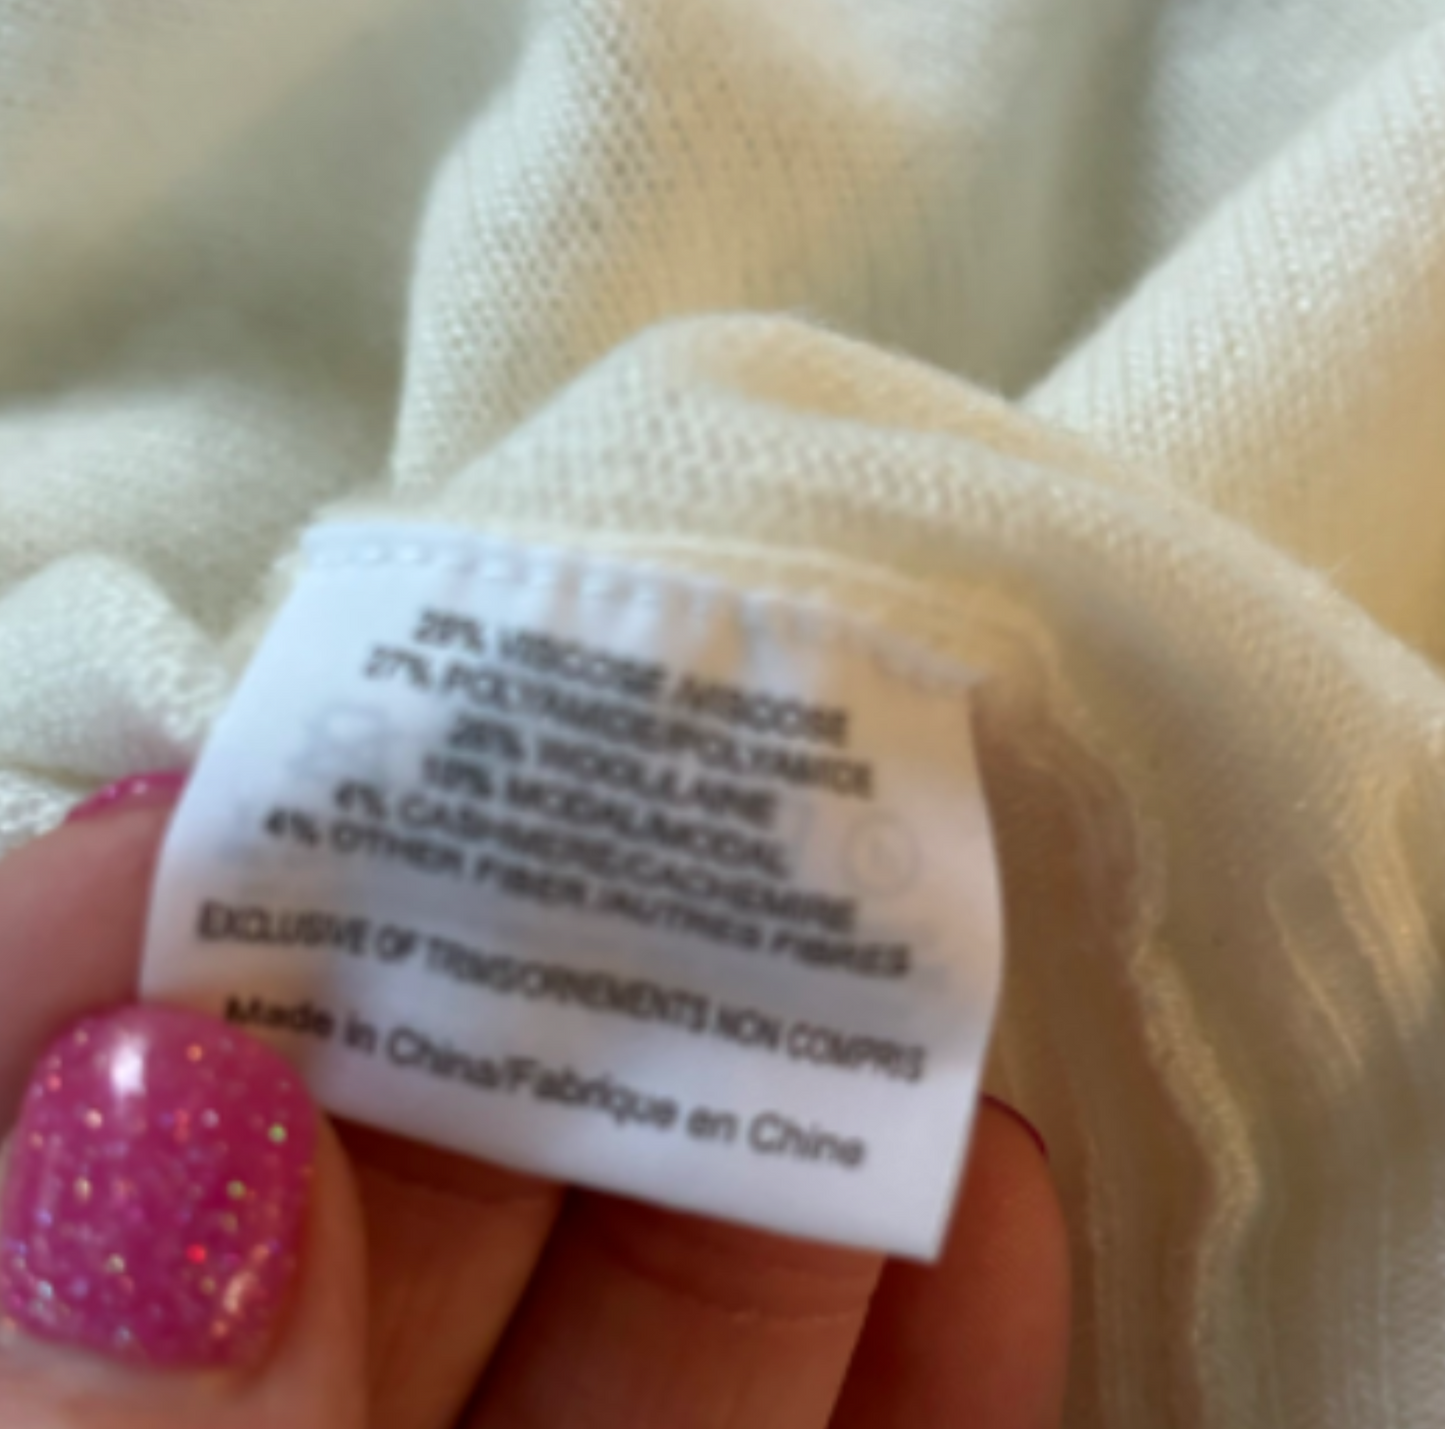 29% VISCOSE /VISCOSE
27% POLYAMIDE/POLYAMIDE
26% WOOL/LAINE
10% MODAL/MODAL
4% CASHMERE/CACHEMIRE
4% OTHER FIBER /AUTRES FIBRES
EXCLUSIVE OF TRIMS/ORNEMENTS NON COMPRIS
Made in China/Fabrique en Chine